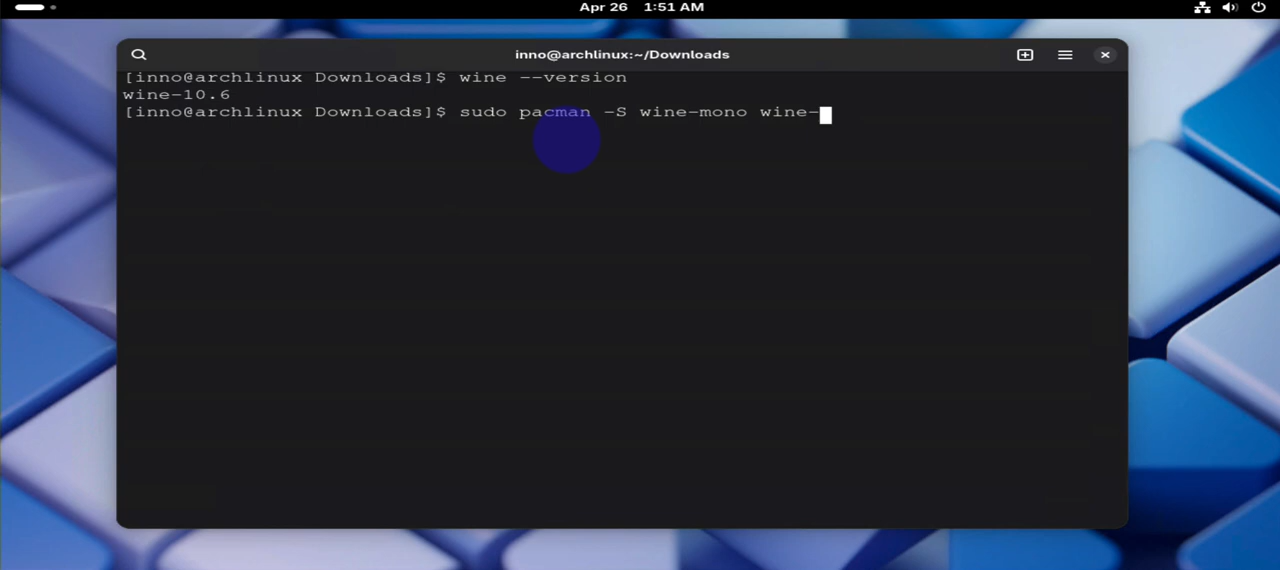 Apr 26 1:51 AM
inno@archlinux:~/Downloads
[inno@archlinux Downloads]$ wine --version
wine-10.6
[inno@archlinux Downloads]$ sudo pacman -S wine-mono wine-